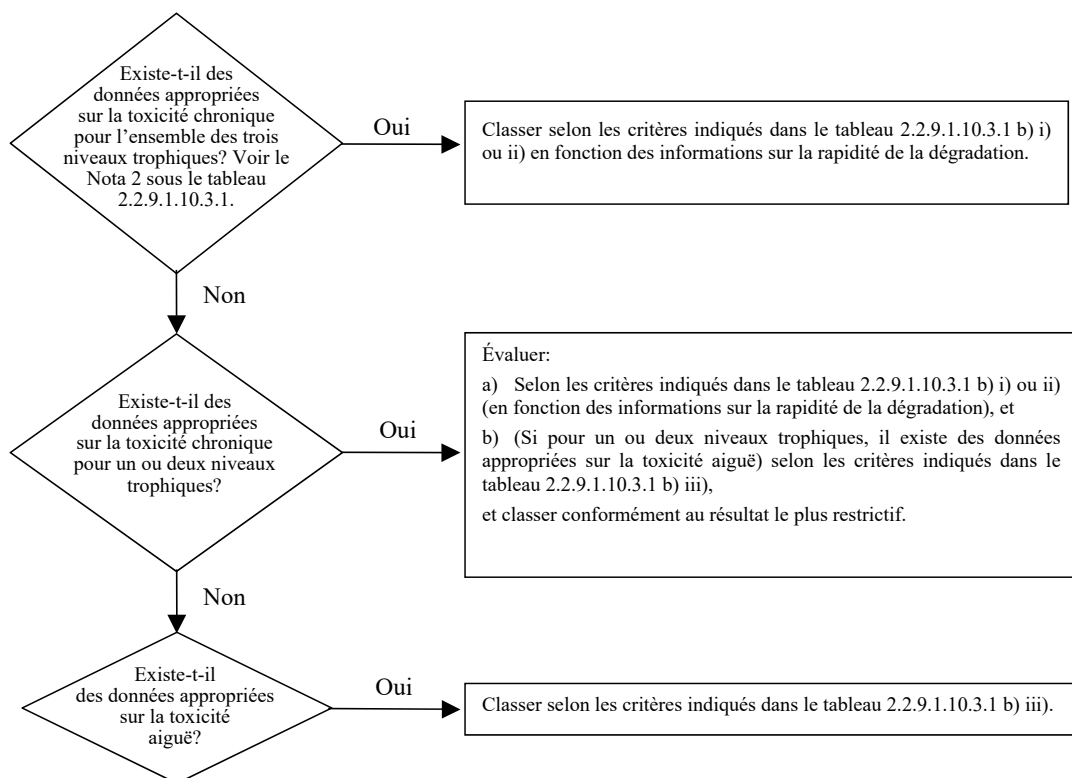 Existe-t-il des
données appropriées
sur la toxicité chronique
pour l’ensemble des trois
niveaux trophiques? Voir le
Nota 2 sous le tableau
2.2.9.1.10.3.1.
Oui
Classer selon les critères indiqués dans le tableau 2.2.9.1.10.3.1 b) i)
ou ii) en fonction des informations sur la rapidité de la dégradation.
Non
Existe-t-il des
données appropriées
sur la toxicité chronique
pour un ou deux niveaux
trophiques?
Oui
Évaluer:
a) Selon les critères indiqués dans le tableau 2.2.9.1.10.3.1 b) i) ou ii)
(en fonction des informations sur la rapidité de la dégradation), et
b) (Si pour un ou deux niveaux trophiques, il existe des données
appropriées sur la toxicité aiguë) selon les critères indiqués dans le
tableau 2.2.9.1.10.3.1 b) iii),
et classer conformément au résultat le plus restrictif.
Non
Existe-t-il
des données appropriées
sur la toxicité
aiguë?
Oui
Classer selon les critères indiqués dans le tableau 2.2.9.1.10.3.1 b) iii).